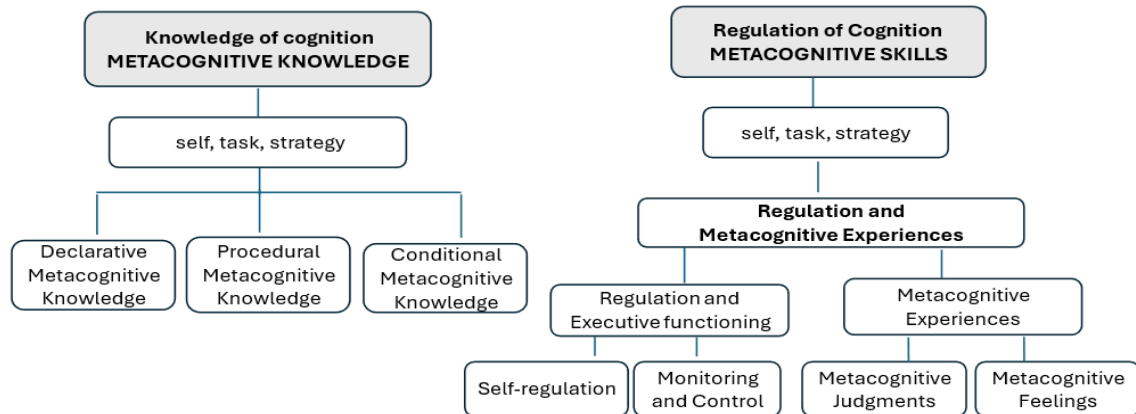 Knowledge of cognition
METACOGNITIVE KNOWLEDGE
self, task, strategy
Declarative
Metacognitive
Knowledge
Procedural
Metacognitive
Knowledge
Conditional
Metacognitive
Knowledge
Regulation of Cognition
METACOGNITIVE SKILLS
self, task, strategy
Regulation and
Metacognitive Experiences
Regulation and
Executive functioning
Metacognitive
Experiences
Self-regulation
Monitoring
and Control
Metacognitive
Judgments
Metacognitive
Feelings